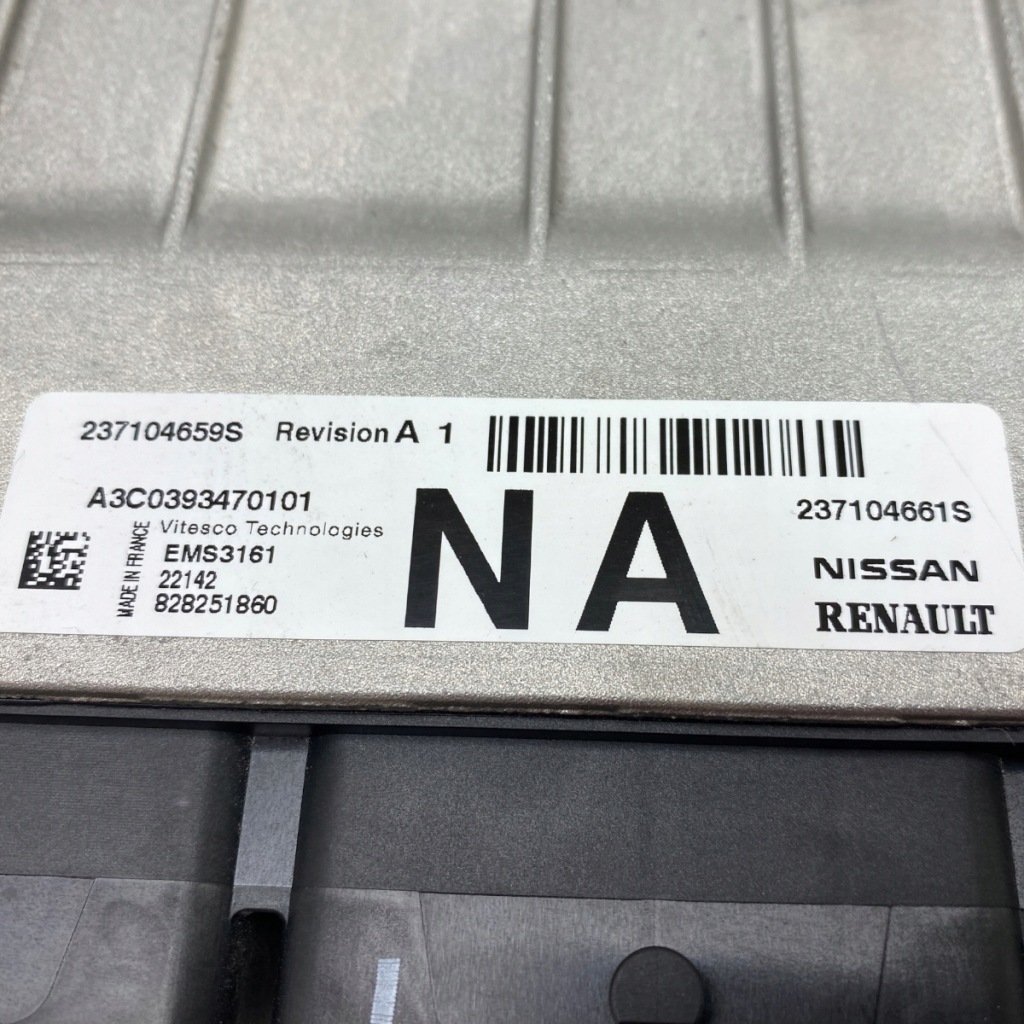 237104659S Revision A 1
A3C0393470101
Vitesco Technologies
EMS3161
22142
828251860
MADE IN FRANCE
NA
237104661S
NISSAN
RENAULT